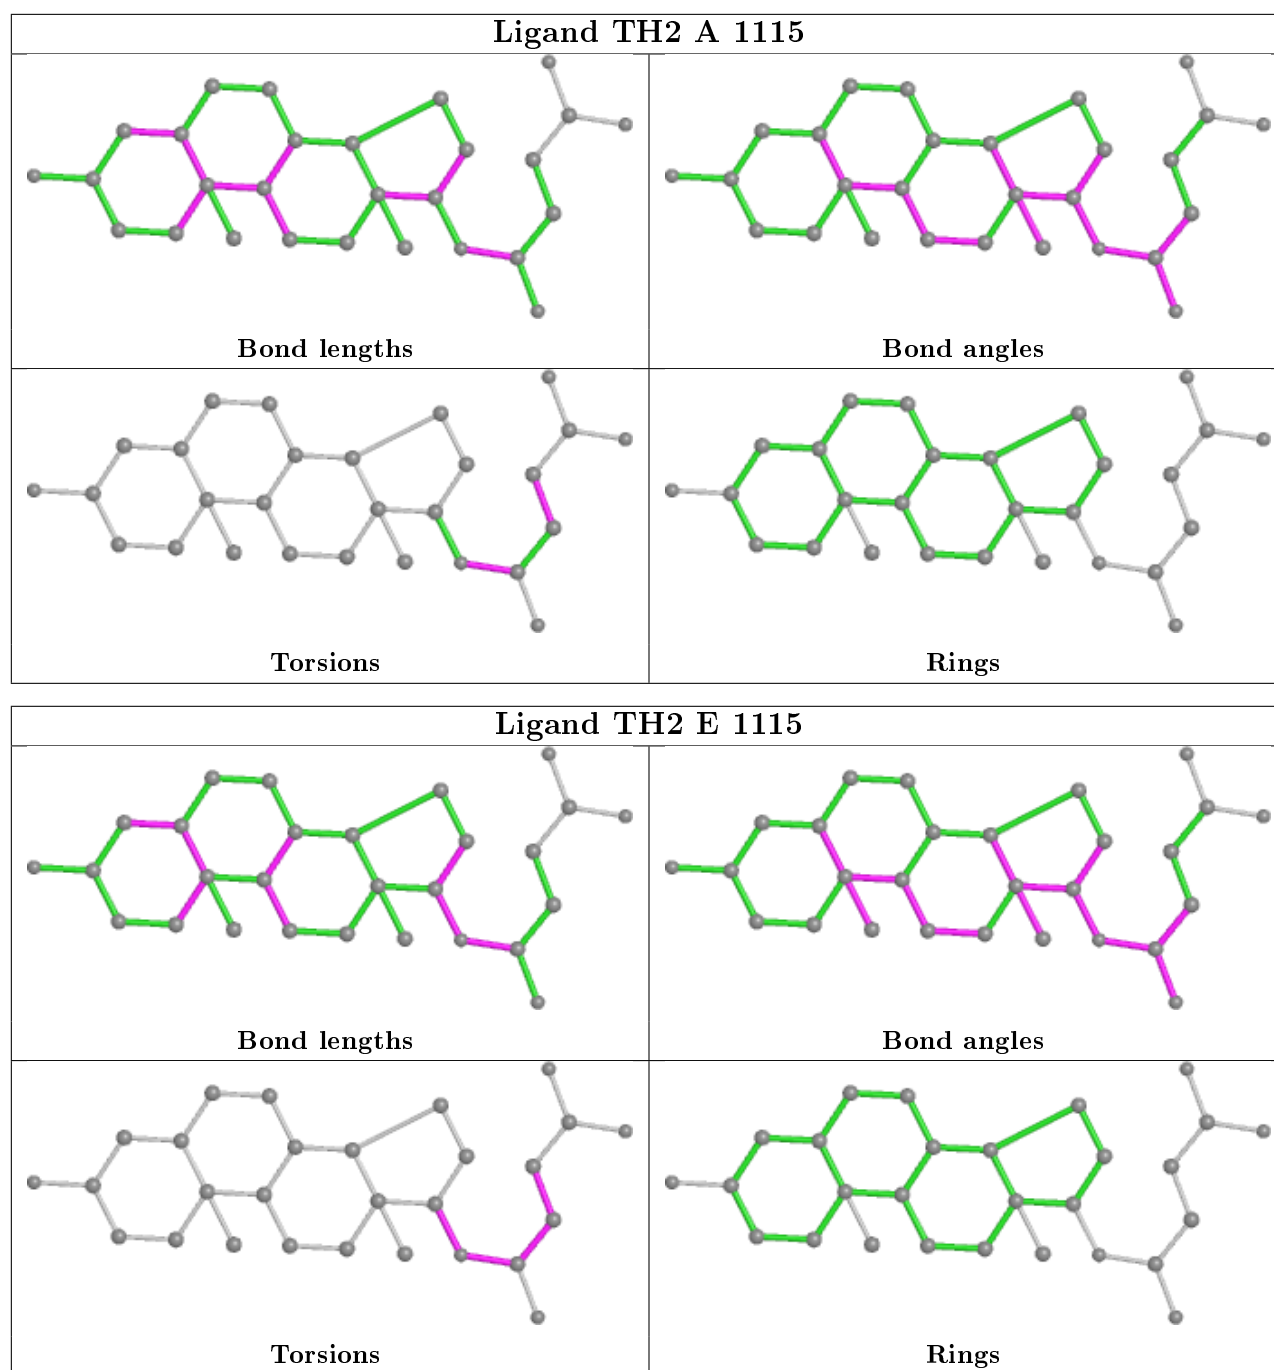 Ligand TH2 A 1115
Bond lengths
Bond angles
Torsions
Rings
Ligand TH2 E 1115
Bond lengths
Bond angles
Torsions
Rings